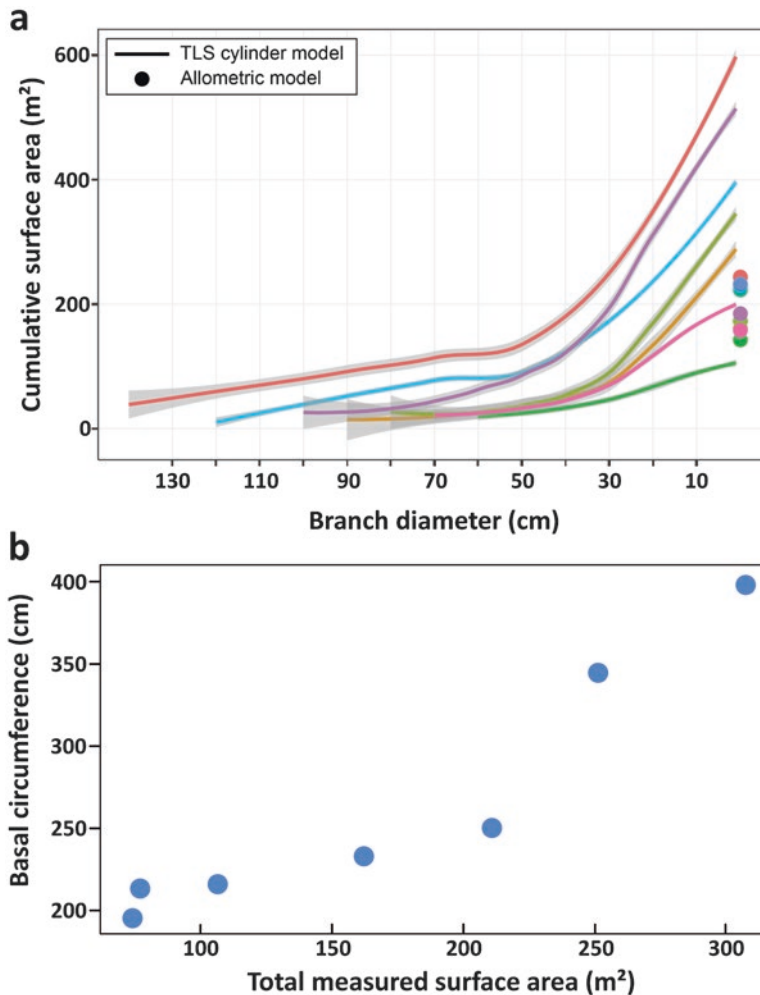 a
TLS cylinder model
Allometric model
Cumulative surface area (m²)
600
400
200
0
130
110
90
70
50
30
10
Branch diameter (cm)
b
Basal circumference (cm)
400
350
300
250
200
100
150
200
250
300
Total measured surface area (m²)